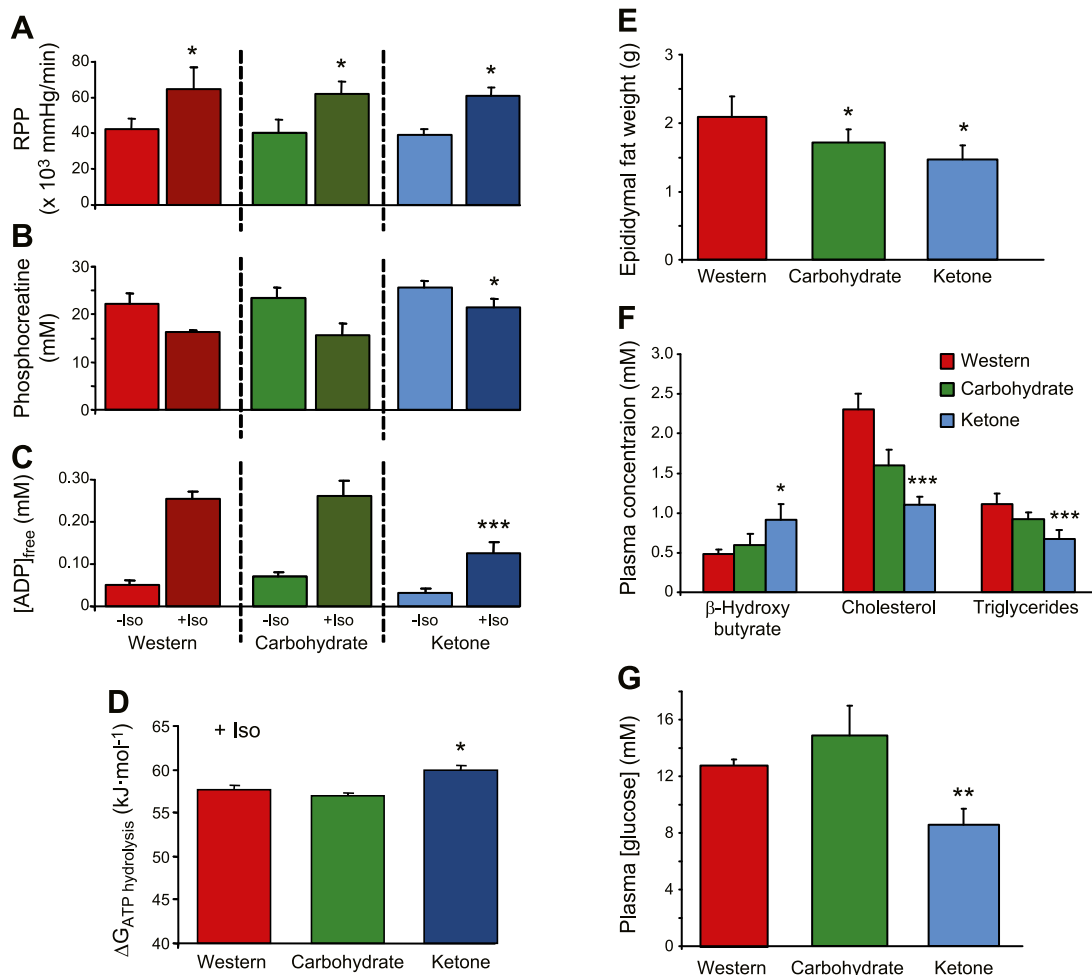 A
RPP
(x 10³ mmHg/min)
80
60
40
20
0
*
*
*
B
Phosphocreatine
(mM)
30
20
10
0
*
C
[ADP]free (mM)
0.30
0.20
0.10
0
***
-Iso +Iso -Iso +Iso -Iso +Iso
Western Carbohydrate Ketone
D
+ Iso
ΔGATP hydrolysis (kJ·mol-1)
60
55
50
45
40
*
Western Carbohydrate Ketone
E
Epididymal fat weight (g)
3
2
1
0
*
*
Western Carbohydrate Ketone
F
Plasma concentraion (mM)
3.0
2.5
2.0
1.5
1.0
0.5
0
Western
Carbohydrate
Ketone
*
***
***
β-Hydroxy
butyrate
Cholesterol Triglycerides
G
Plasma [glucose] (mM)
16
12
8
4
0
**
Western Carbohydrate Ketone